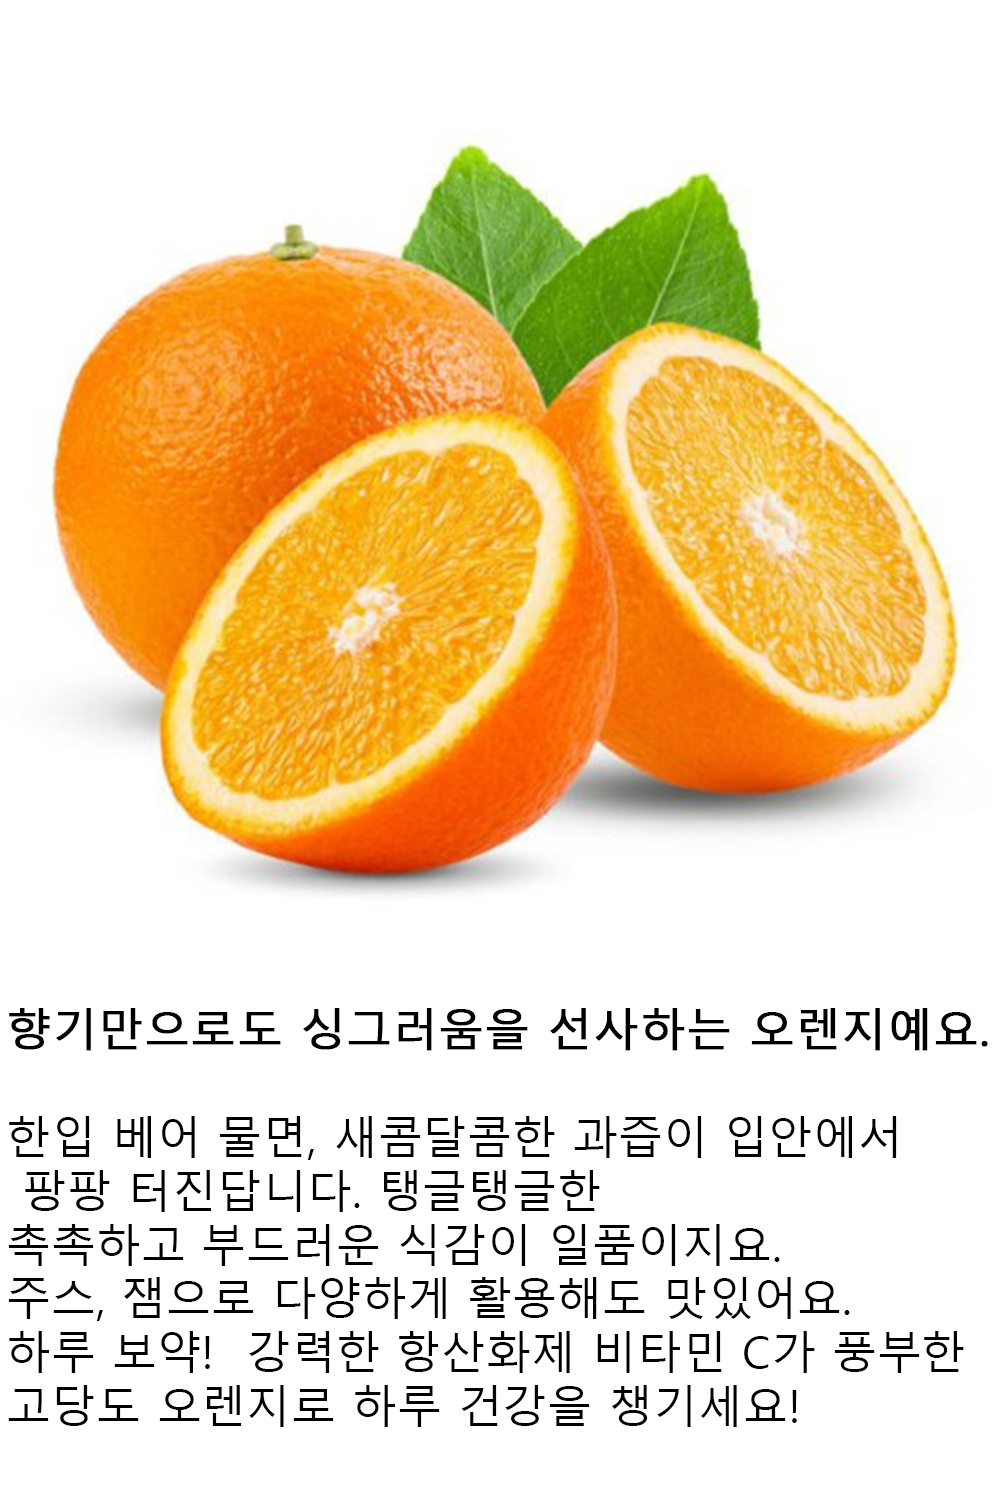 향기만으로도 싱그러움을 선사하는 오렌지예요.
한입 베어 물면, 새콤달콤한 과즙이 입안에서
팡팡 터진답니다. 탱글탱글한
촉촉하고 부드러운 식감이 일품이지요.
주스, 잼으로 다양하게 활용해도 맛있어요.
하루 보약! 강력한 항산화제 비타민 C가 풍부한
고당도 오렌지로 하루 건강을 챙기세요!